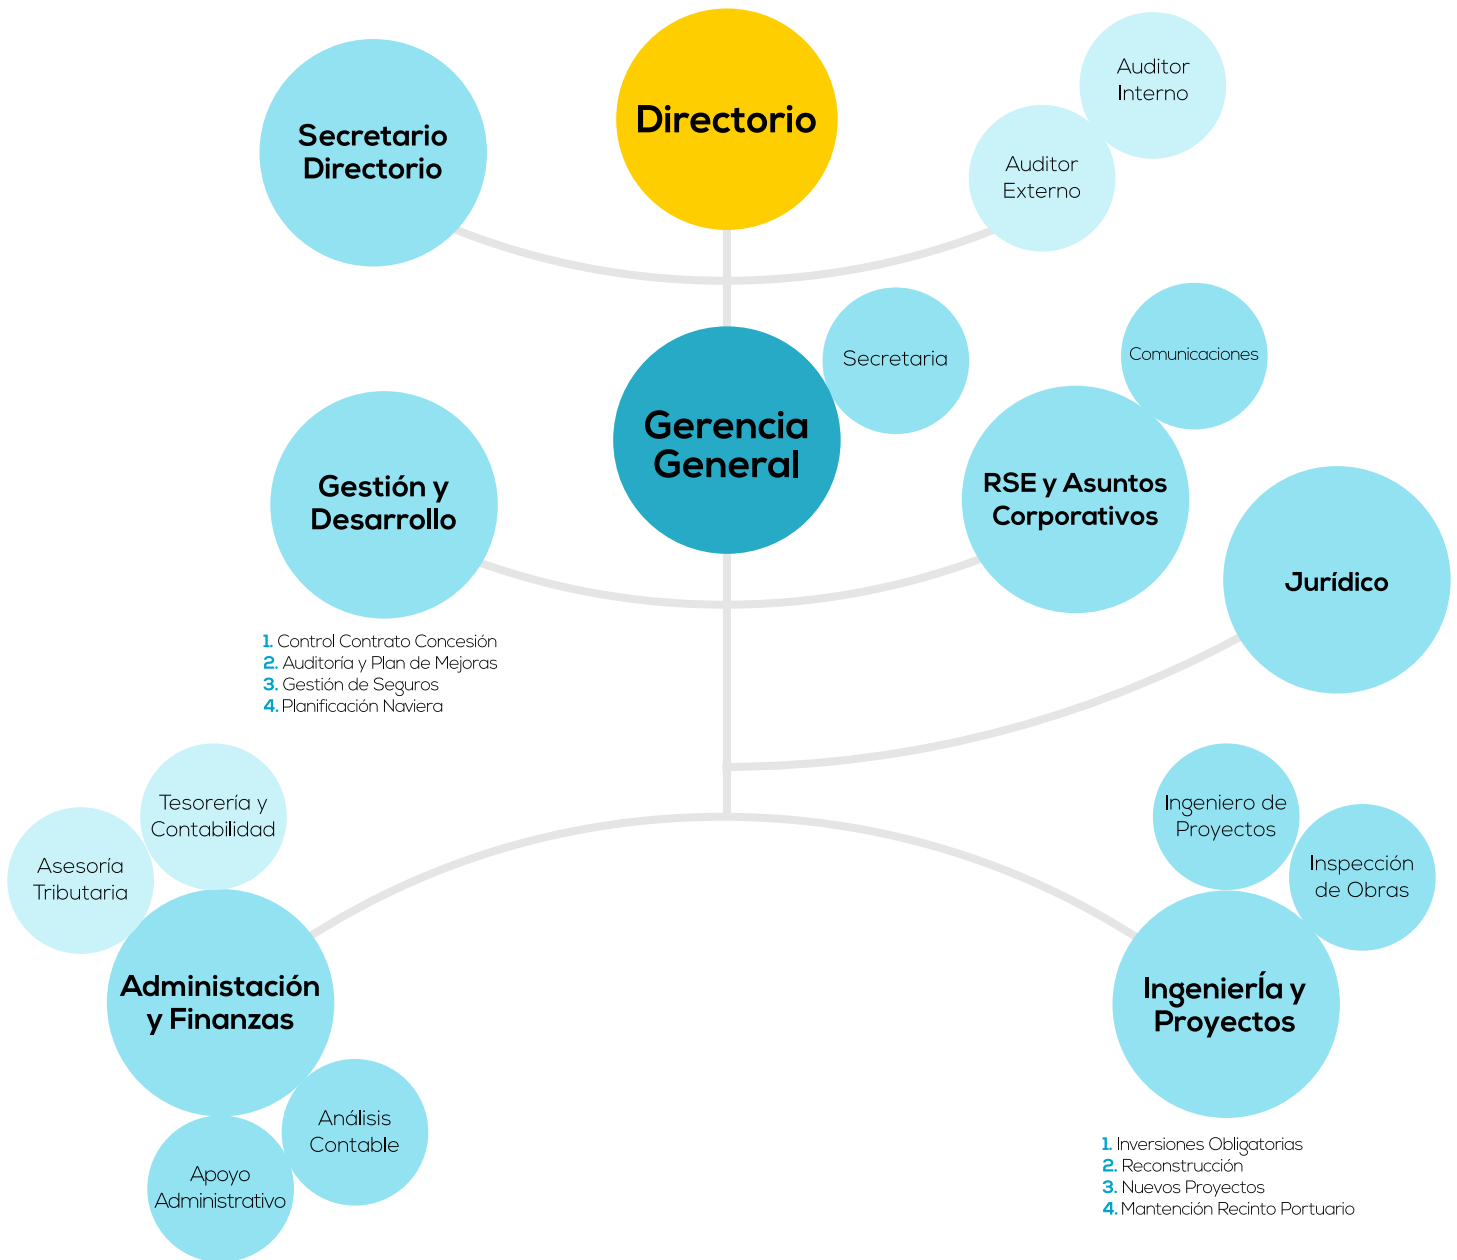 Directorio
Secretario
Directorio
Auditor
Interno
Auditor
Externo
Gerencia
General
Secretaria
Comunicaciones
Gestión y
Desarrollo
RSE y Asuntos
Corporativos
Jurídico
1. Control Contrato Concesión
2. Auditoría y Plan de Mejoras
3. Gestión de Seguros
4. Planificación Naviera
Tesorería y
Contabilidad
Asesoría
Tributaria
Administación
y Finanzas
Análisis
Contable
Apoyo
Administrativo
Ingeniero de
Proyectos
Inspección
de Obras
IngenierÍa y
Proyectos
1. Inversiones Obligatorias
2. Reconstrucción
3. Nuevos Proyectos
4. Mantención Recinto Portuario